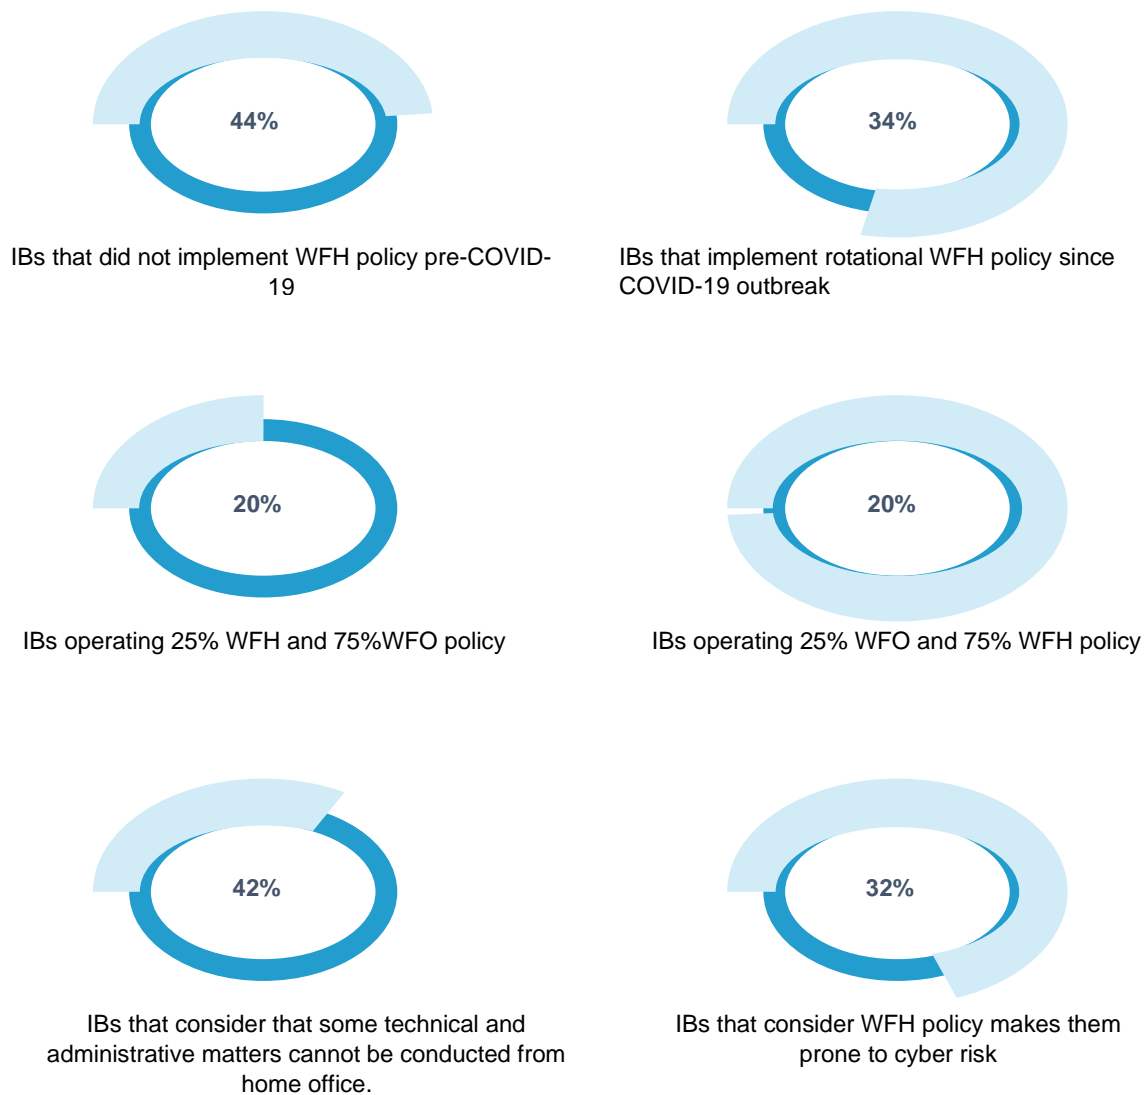 44%
IBs that did not implement WFH policy pre-COVID-
19
34%
IBs that implement rotational WFH policy since
COVID-19 outbreak
20%
IBs operating 25% WFH and 75%WFO policy
20%
IBs operating 25% WFO and 75% WFH policy
42%
IBs that consider that some technical and
administrative matters cannot be conducted from
home office.
32%
IBs that consider WFH policy makes them
prone to cyber risk